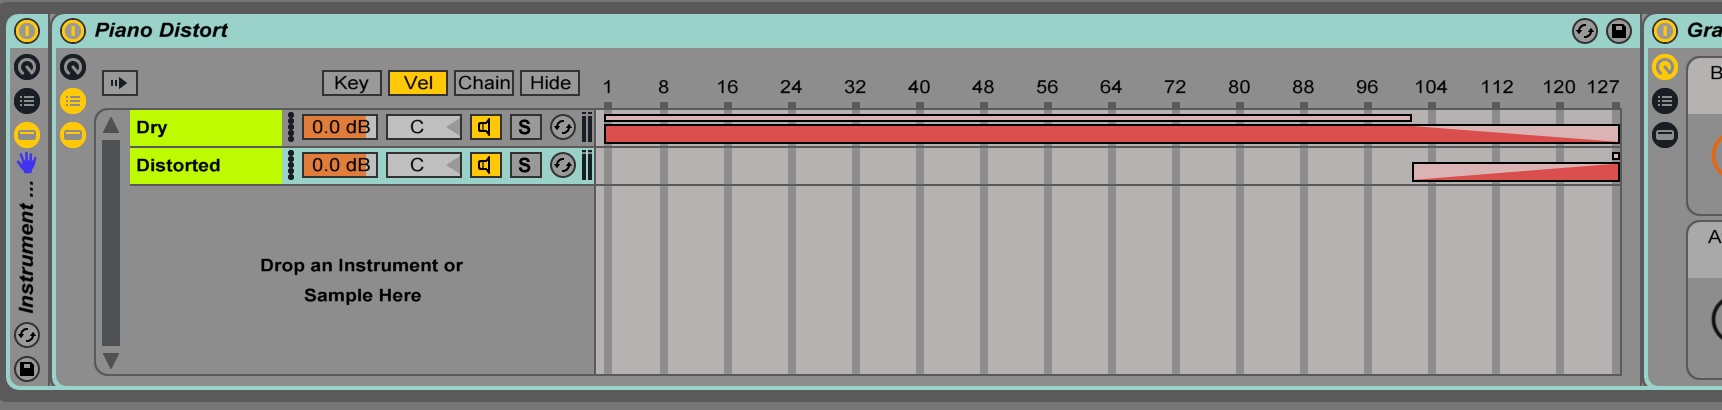 Piano Distort
Gra
Key Vel Chain Hide
1 8 16 24 32 40 48 56 64 72 80 88 96 104 112 120 127
B
Dry 0.0 dB C S
Distorted 0.0 dB C S
Instrument ...
Drop an Instrument or
Sample Here
A